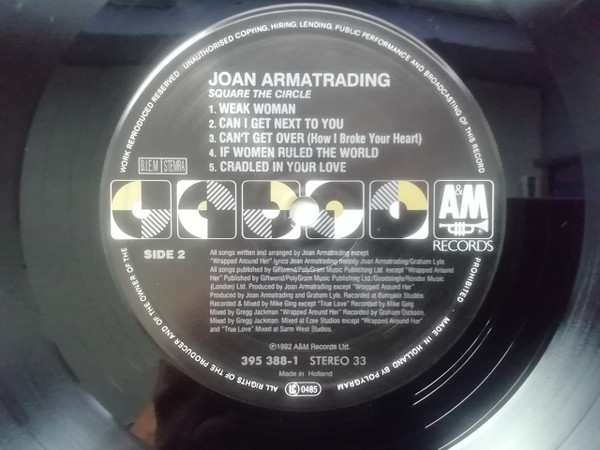 JOAN ARMATRADING
SQUARE THE CIRCLE
1. WEAK WOMAN
2. CAN I GET NEXT TO YOU
3. CAN'T GET OVER (How I Broke Your Heart)
4. IF WOMEN RULED THE WORLD
5. CRADLED IN YOUR LOVE
B.I.E.M STEMRA
A&M
RECORDS
SIDE 2
All songs written and arranged by Joan Armatrading except
"Wrapped Around Her" lyrics Joan Armatrading melody Joan Armatrading/Graham Lyle.
All songs published by Giftwend/PolyGram Music Publishing Ltd. except "Wrapped Around
Her" Published by Giftwend/PolyGram Music Publishing Ltd./Goodsingle/Rondor Music
(London) Ltd. Produced by Joan Armatrading except "Wrapped Around Her"
Produced by Joan Armatrading and Graham Lyle. Recorded at Bumpkin Studios.
Recorded & Mixed by Mike Ging except "True Love" Recorded by Mike Ging
Mixed by Gregg Jackman "Wrapped Around Her" Recorded by Graham Dickson,
Mixed by Gregg Jackman. Mixed at Ezee Studios except "Wrapped Around Her"
and "True Love" Mixed at Sarm West Studios.
℗1992 A&M Records Ltd.
395 388-1 STEREO 33
Made in Holland
LC 0485
ALL RIGHTS OF THE PRODUCER AND OF THE OWNER OF THE WORK REPRODUCED RESERVED · UNAUTHORISED COPYING, HIRING, LENDING, PUBLIC PERFORMANCE AND BROADCASTING OF THIS RECORD PROHIBITED · MADE IN HOLLAND BY POLYGRAM